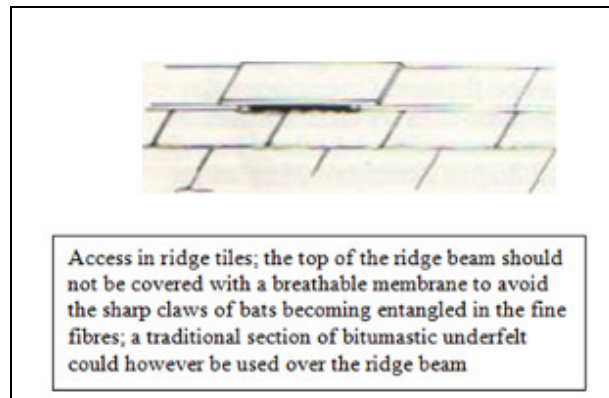 Access in ridge tiles; the top of the ridge beam should
not be covered with a breathable membrane to avoid
the sharp claws of bats becoming entangled in the fine
fibres; a traditional section of bitumastic underfelt
could however be used over the ridge beam